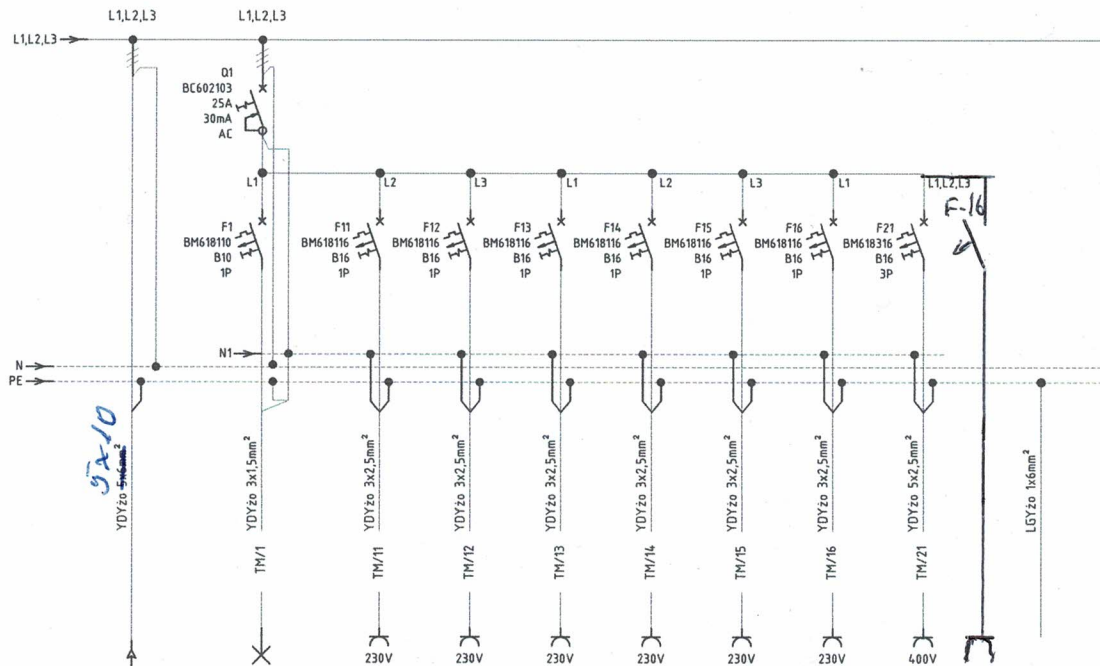 L1,L2,L3
L1,L2,L3
L1,L2,L3
Q1
BC602103
25A
30mA
AC
L1
L2
L3
L1
L2
L3
L1
L1,L2,L3
F-16
F1
BM618110
B10
1P
F11
BM618116
B16
1P
F12
BM618116
B16
1P
F13
BM618116
B16
1P
F14
BM618116
B16
1P
F15
BM618116
B16
1P
F16
BM618116
B16
1P
F21
BM618316
B16
3P
N1
N
PE
5x10
YDYżo 5x6mm²
YDYżo 3x1,5mm²
YDYżo 3x2,5mm²
YDYżo 3x2,5mm²
YDYżo 3x2,5mm²
YDYżo 3x2,5mm²
YDYżo 3x2,5mm²
YDYżo 3x2,5mm²
YDYżo 5x2,5mm²
LGYżo 1x6mm²
TM/1
TM/11
TM/12
TM/13
TM/14
TM/15
TM/16
TM/21
230V
230V
230V
230V
230V
230V
400V